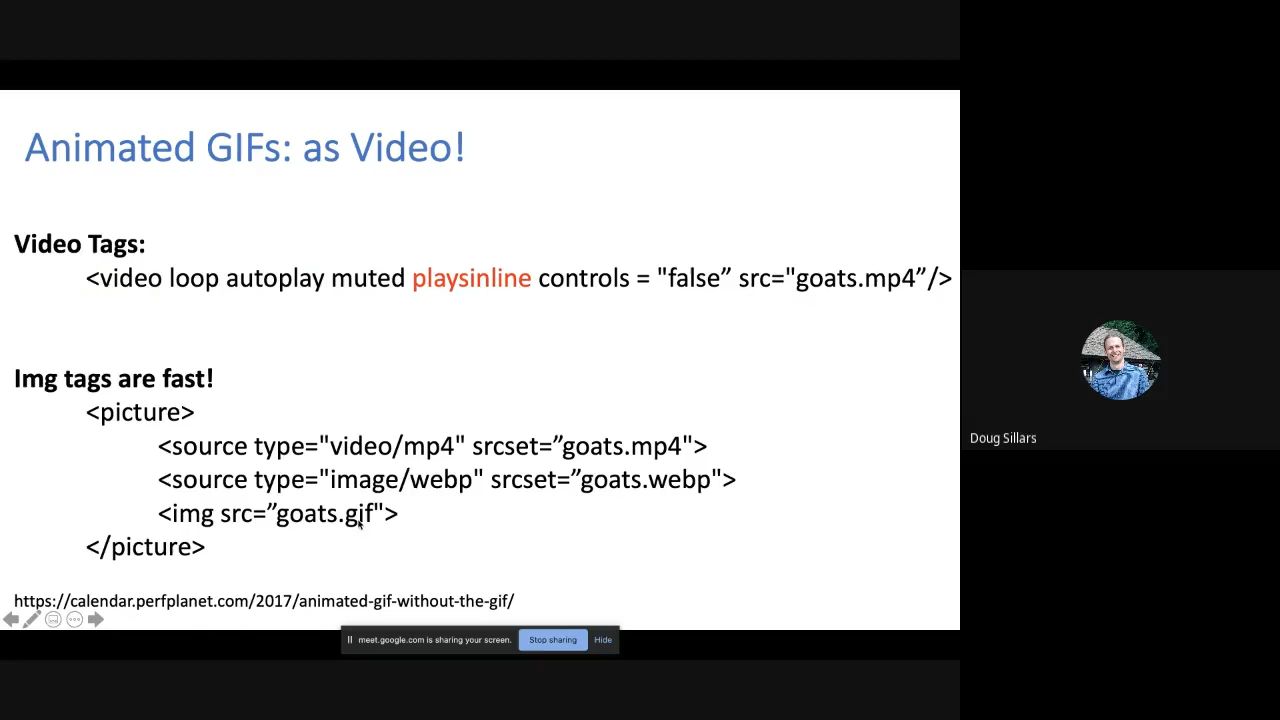 Animated GIFs: as Video!
Video Tags:
<video loop autoplay muted playsinline controls = "false” src="goats.mp4”/>
Img tags are fast!
<picture>
<source type="video/mp4" srcset=”goats.mp4">
<source type="image/webp" srcset=”goats.webp">
<img src=”goats.gif">
</picture>
https://calendar.perfplanet.com/2017/animated-gif-without-the-gif/
meet.google.com is sharing your screen. Stop sharing Hide
Doug Sillars